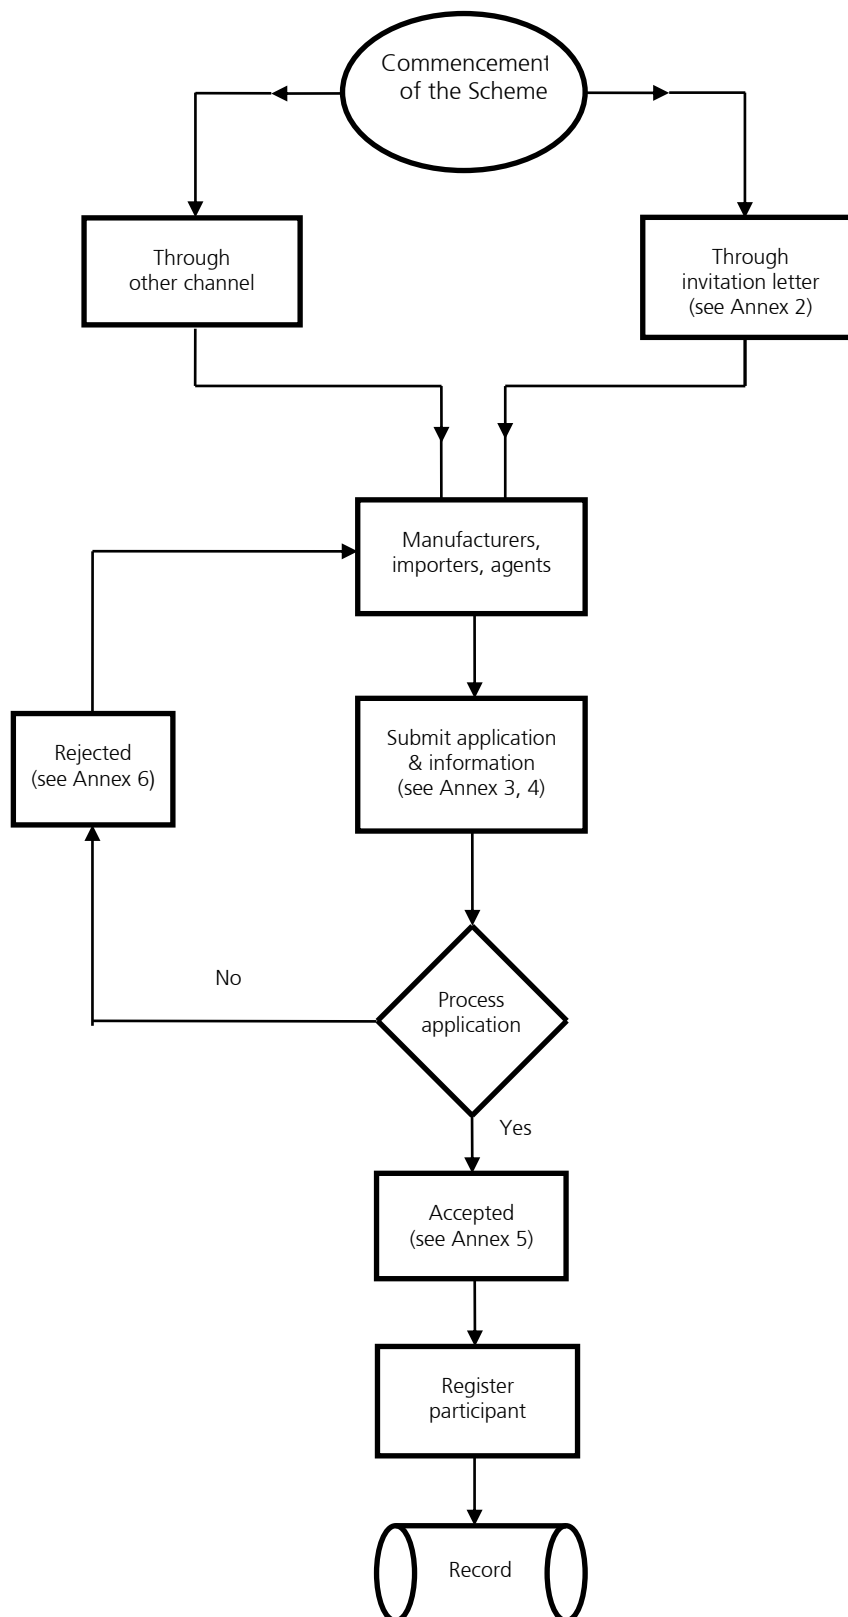 Commencement
of the Scheme
Through
other channel
Through
invitation letter
(see Annex 2)
Manufacturers,
importers, agents
Rejected
(see Annex 6)
Submit application
& information
(see Annex 3, 4)
No
Process
application
Yes
Accepted
(see Annex 5)
Register
participant
Record